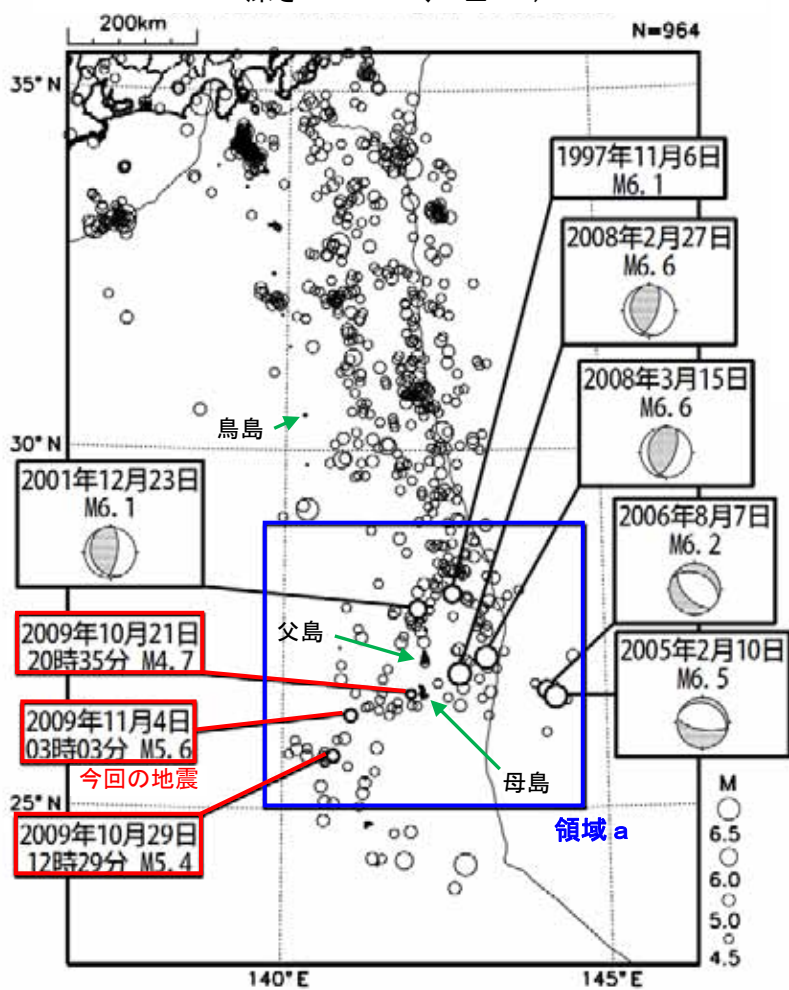 200km
N=964
35°N
30°N
25°N
140°E
145°E
1997年11月6日
M6.1
2008年2月27日
M6.6
2008年3月15日
M6.6
2006年8月7日
M6.2
2005年2月10日
M6.5
2001年12月23日
M6.1
2009年10月21日
20時35分 M4.7
2009年11月4日
03時03分 M5.6
今回の地震
2009年10月29日
12時29分 M5.4
鳥島
父島
母島
領域a
M
6.5
6.0
5.0
4.5